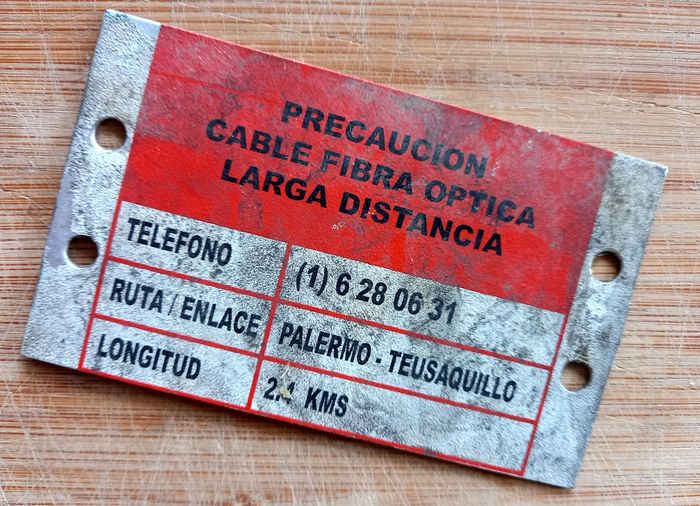 PRECAUCION
CABLE FIBRA OPTICA
LARGA DISTANCIA
TELEFONO (1) 6 28 06 31
RUTA / ENLACE PALERMO - TEUSAQUILLO
LONGITUD KMS